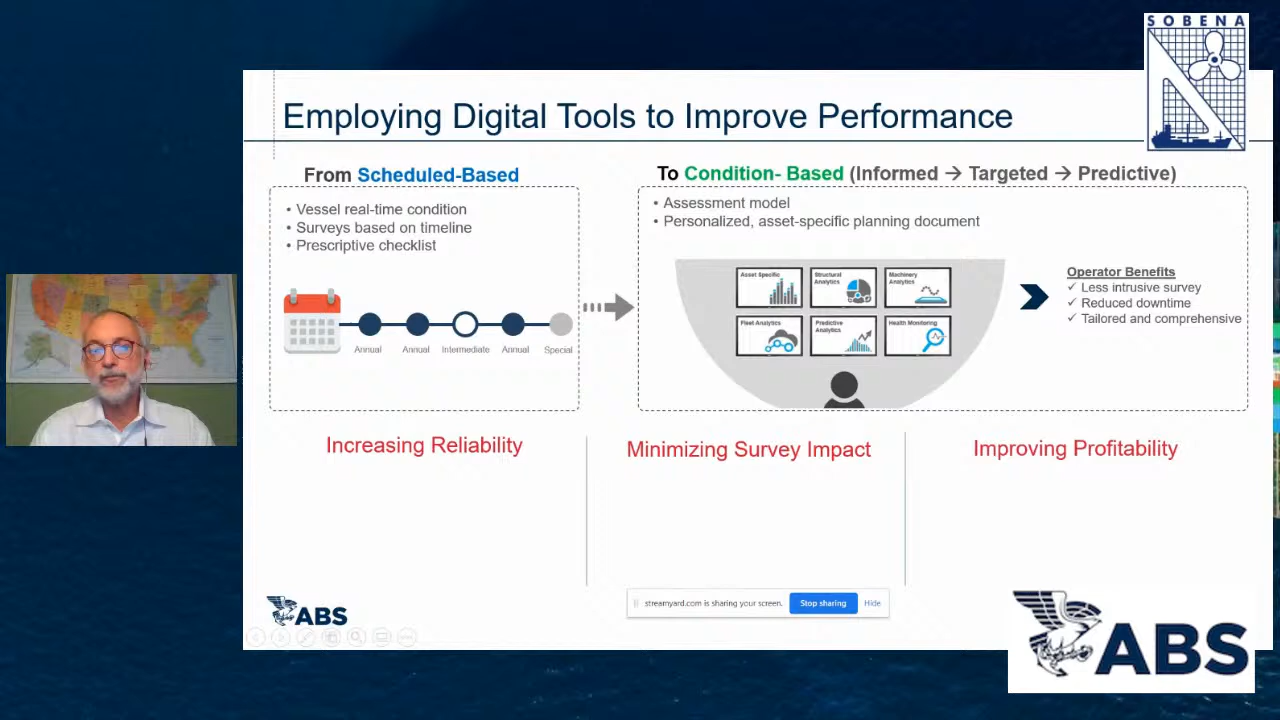 SOBENA
Employing Digital Tools to Improve Performance
From Scheduled-Based
• Vessel real-time condition
• Surveys based on timeline
• Prescriptive checklist
Annual
Annual
Intermediate
Annual
Special
To Condition- Based (Informed → Targeted → Predictive)
• Assessment model
• Personalized, asset-specific planning document
Asset Specific
Structural
Analytics
Machinery
Analytics
Fleet Analytics
Predictive
Analytics
Health Monitoring
Operator Benefits
✓ Less intrusive survey
✓ Reduced downtime
✓ Tailored and comprehensive
Increasing Reliability
Minimizing Survey Impact
Improving Profitability
ABS
streamyard.com is sharing your screen.
Stop sharing
Hide
ABS